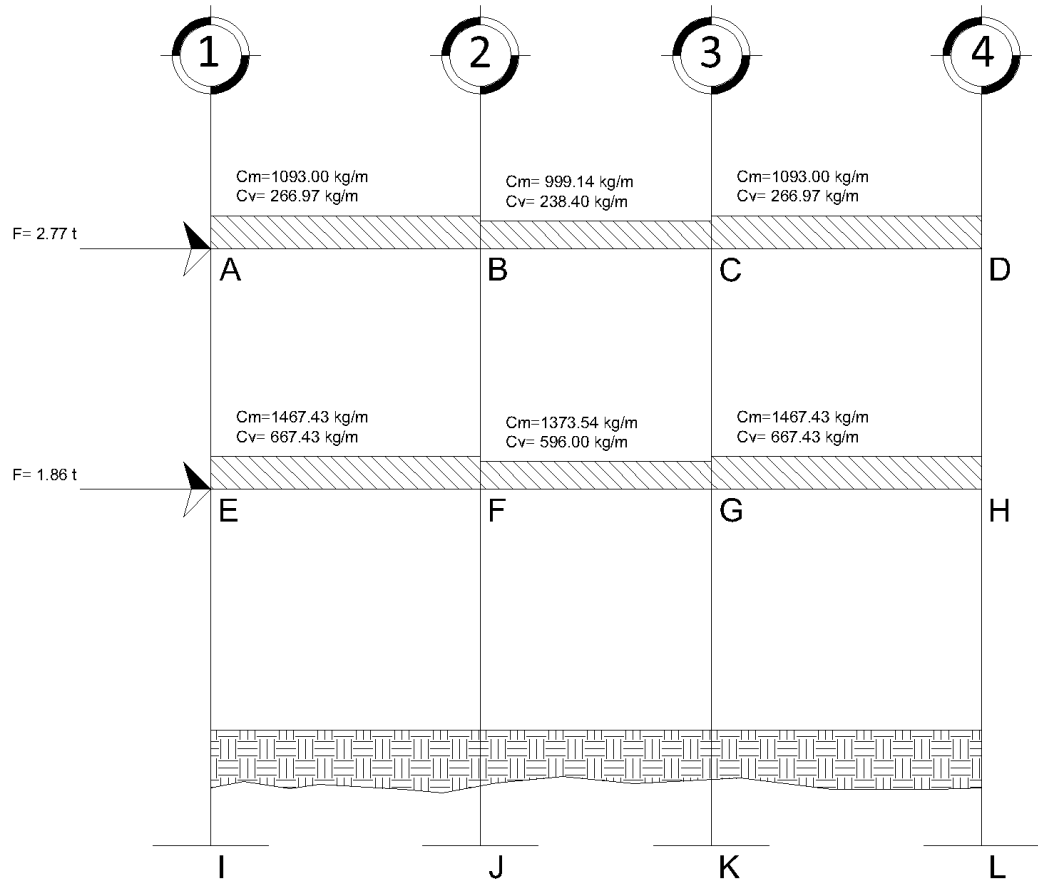 1 2 3 4
Cm=1093.00 kg/m
Cv= 266.97 kg/m
Cm= 999.14 kg/m
Cv= 238.40 kg/m
Cm=1093.00 kg/m
Cv= 266.97 kg/m
F= 2.77 t
A B C D
Cm=1467.43 kg/m
Cv= 667.43 kg/m
Cm=1373.54 kg/m
Cv= 596.00 kg/m
Cm=1467.43 kg/m
Cv= 667.43 kg/m
F= 1.86 t
E F G H
I J K L